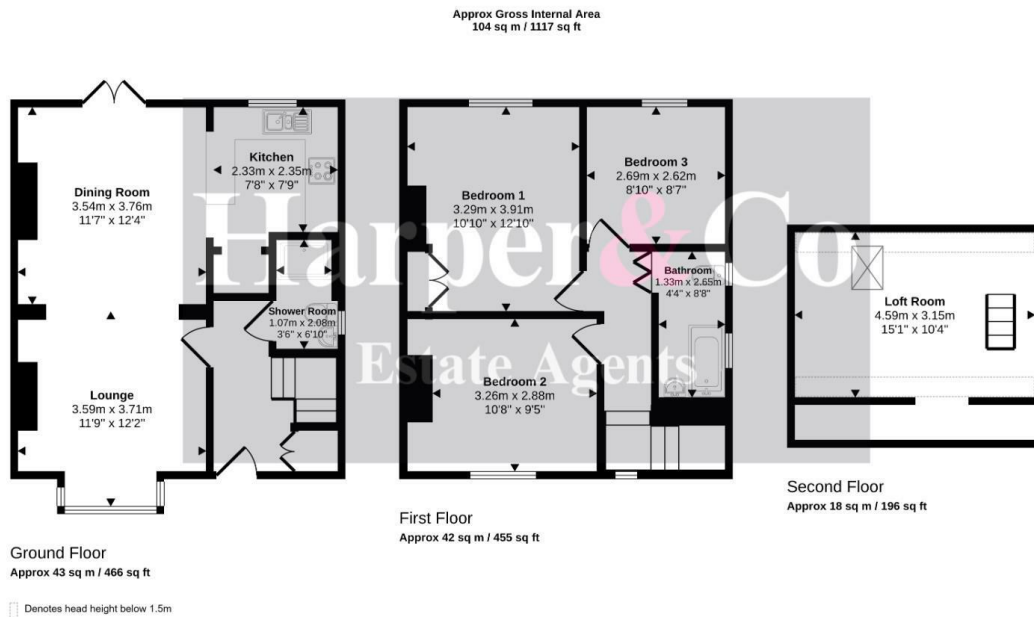 Approx Gross Internal Area
104 sq m / 1117 sq ft
Dining Room
3.54m x 3.76m
11'7" x 12'4"
Kitchen
2.33m x 2.35m
7'8" x 7'9"
Shower Room
1.07m x 2.08m
3'6" x 6'10"
Lounge
3.59m x 3.71m
11'9" x 12'2"
Ground Floor
Approx 43 sq m / 466 sq ft
Denotes head height below 1.5m
Bedroom 1
3.29m x 3.91m
10'10" x 12'10"
Bedroom 3
2.69m x 2.62m
8'10" x 8'7"
Bathroom
1.33m x 2.65m
4'4" x 8'8"
Bedroom 2
3.26m x 2.88m
10'8" x 9'5"
First Floor
Approx 42 sq m / 455 sq ft
Loft Room
4.59m x 3.15m
15'1" x 10'4"
Second Floor
Approx 18 sq m / 196 sq ft
Harper&Co
Estate Agents